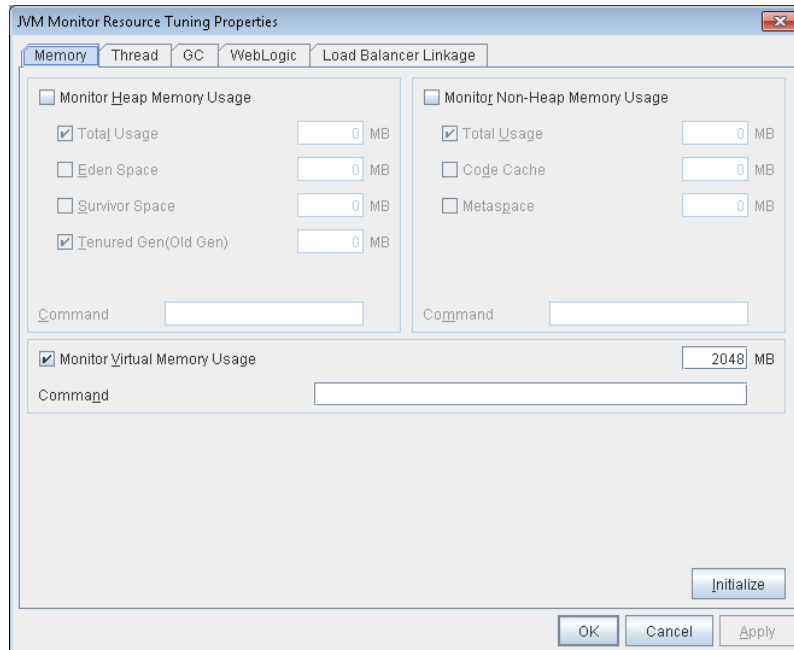 JVM Monitor Resource Tuning Properties
Memory Thread GC WebLogic Load Balancer Linkage
Monitor Heap Memory Usage
Total Usage 0 MB
Eden Space 0 MB
Survivor Space 0 MB
Tenured Gen(Old Gen) 0 MB
Command
Monitor Non-Heap Memory Usage
Total Usage 0 MB
Code Cache 0 MB
Metaspace 0 MB
Command
Monitor Virtual Memory Usage 2048 MB
Command
Initialize
OK Cancel Apply